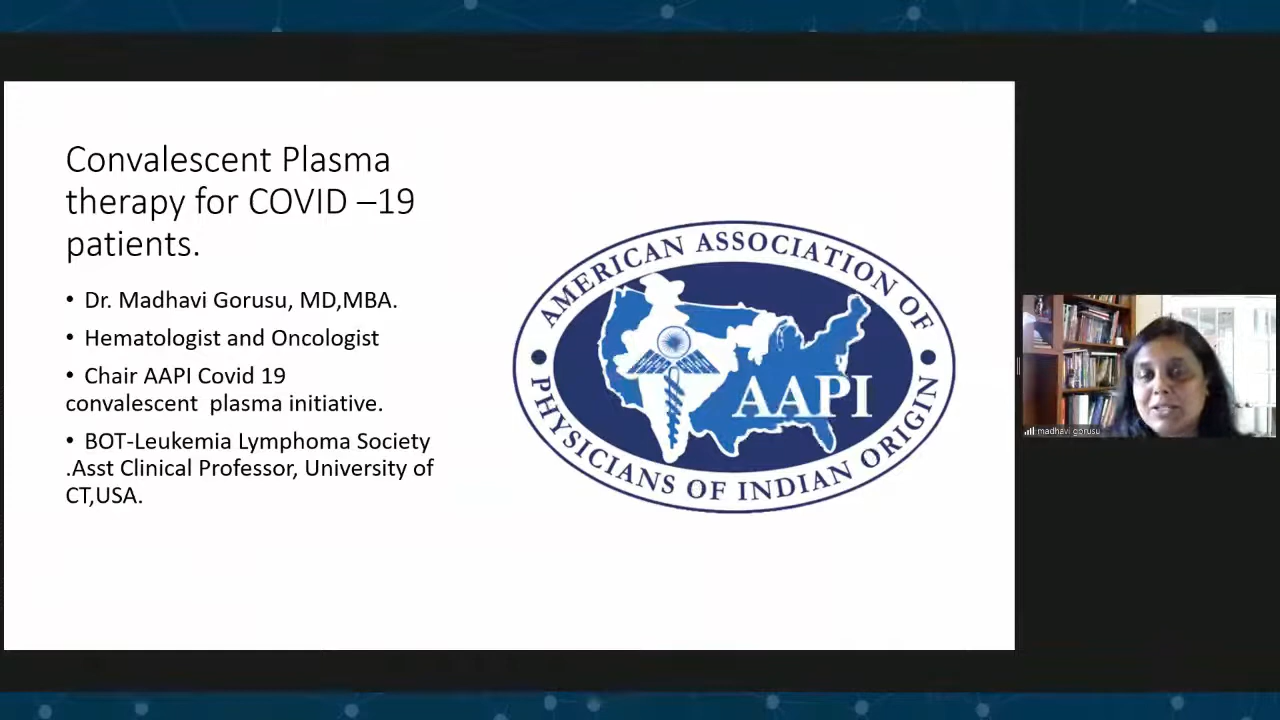 Convalescent Plasma
therapy for COVID –19
patients.
• Dr. Madhavi Gorusu, MD,MBA.
• Hematologist and Oncologist
• Chair AAPI Covid 19
convalescent  plasma initiative.
• BOT-Leukemia Lymphoma Society
.Asst Clinical Professor, University of
CT,USA.
AMERICAN ASSOCIATION OF
AAPI
PHYSICIANS OF INDIAN ORIGIN
madhavi gorusu